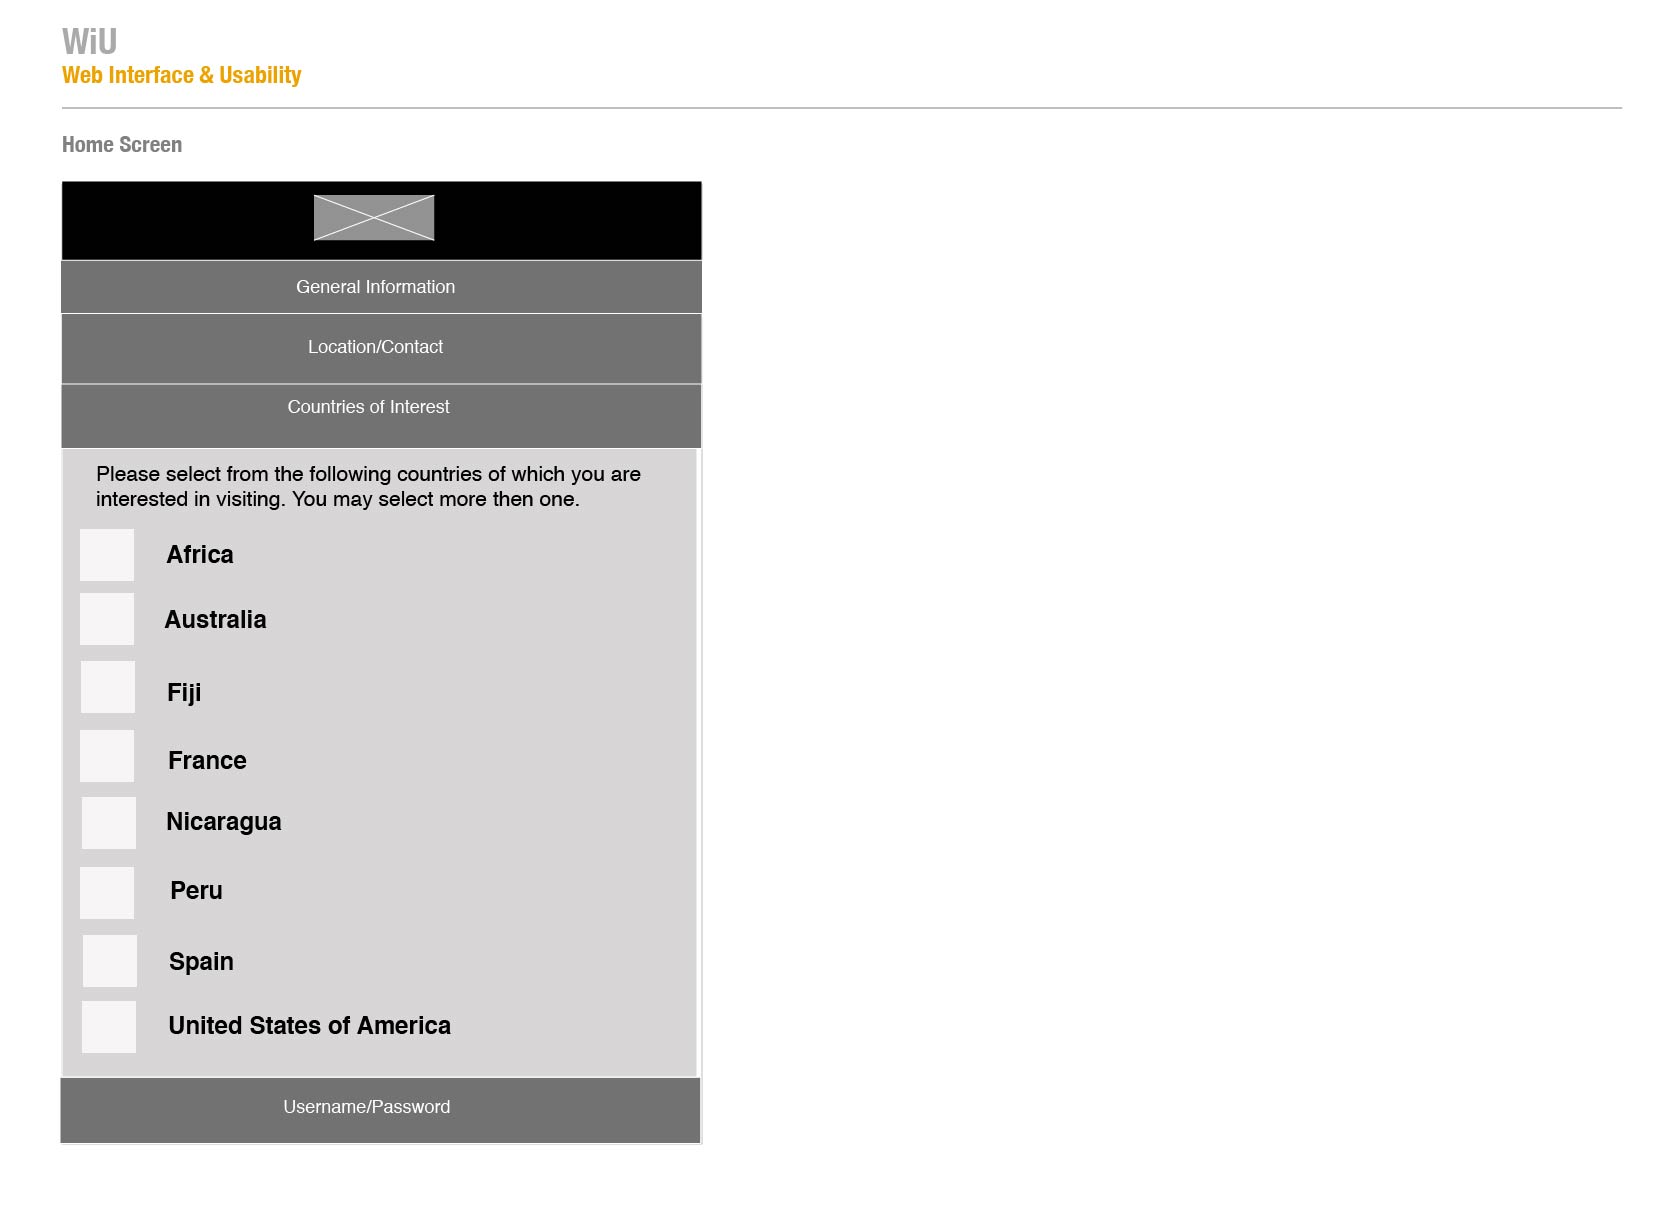 WiU
Web Interface & Usability
Home Screen
General Information
Location/Contact
Countries of Interest
Please select from the following countries of which you are
interested in visiting. You may select more then one.
Africa
Australia
Fiji
France
Nicaragua
Peru
Spain
United States of America
Username/Password